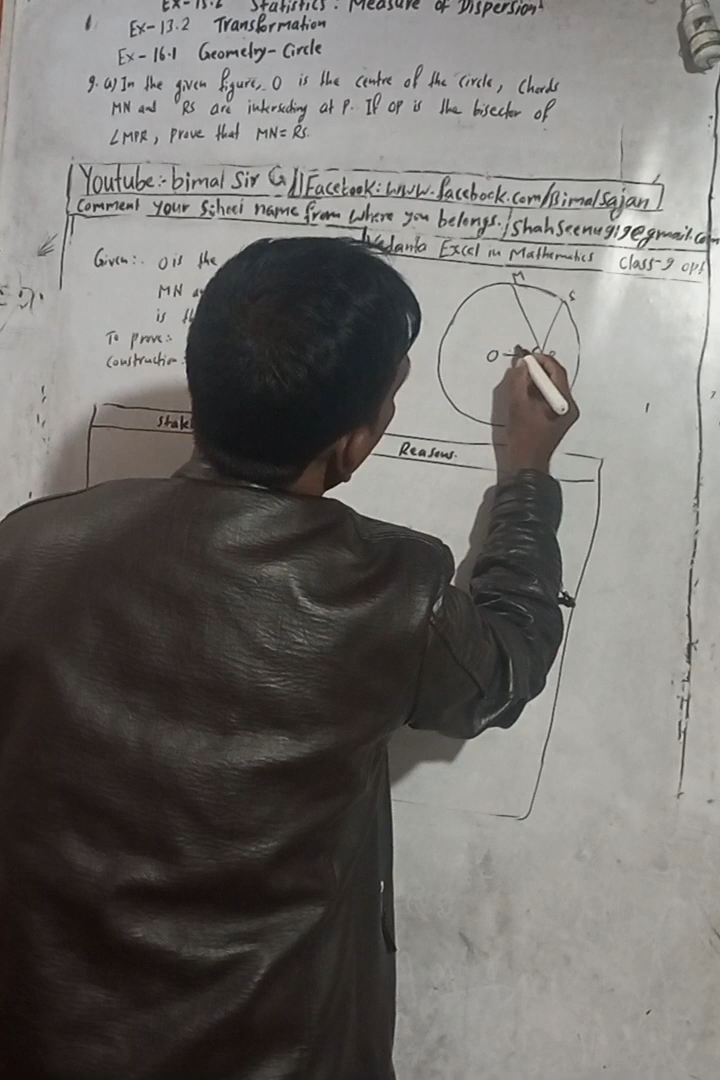 Ex-13.2 Statistics: Measure of Dispersion
Ex-13.2 Transformation
Ex-16.1 Geometry-Circle
9. a) In the given figure, O is the centre of the circle, chords
MN and RS are intersecting at P. If OP is the bisector of
∠MPR, prove that MN=RS.
Youtube:- bimal Sir G || Facebook: www.facebook.com/Bimalsajan
Comment your School name from where you belongs./shahseenu919@gmail.com
Vedanta Excel in Mathematics Class-9 opt
Given:- O is the
MN
is
To prove:
Construction:
M
S
O
Reasons.